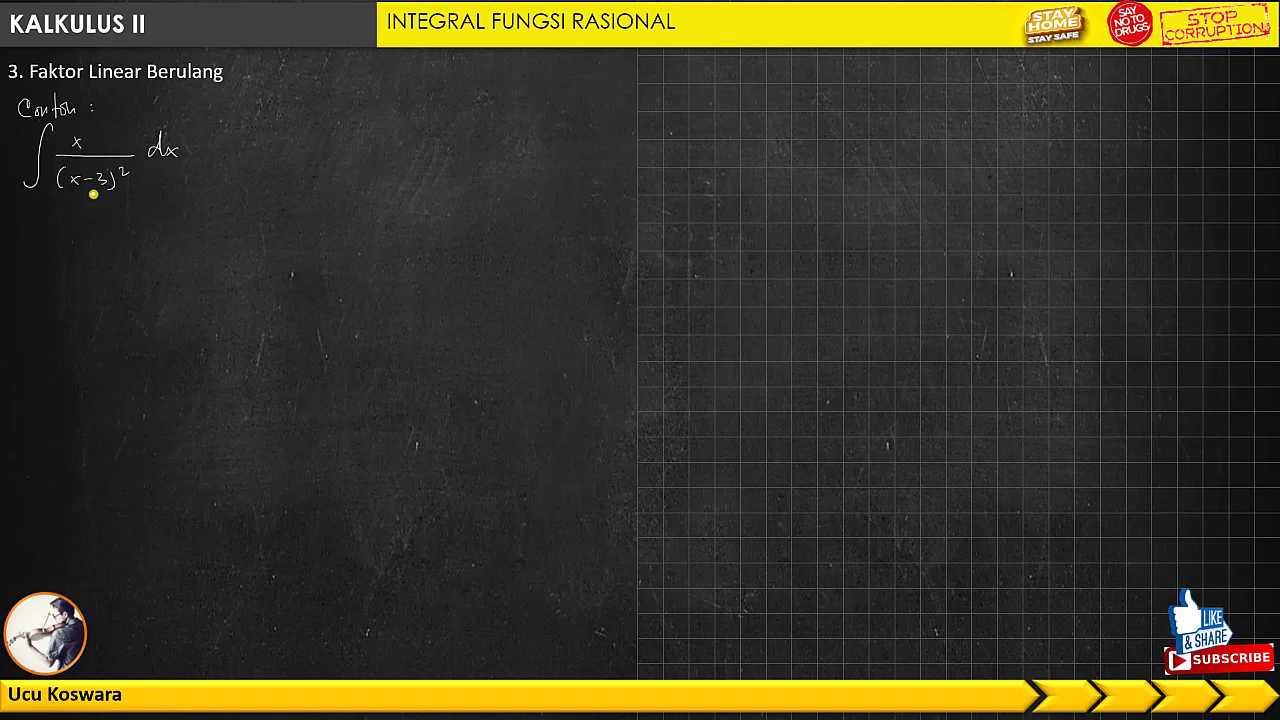 KALKULUS II
INTEGRAL FUNGSI RASIONAL
STAY HOME
STAY SAFE
SAY NO TO DRUGS
STOP CORRUPTION
3. Faktor Linear Berulang
Contoh :
∫ x / (x-3)² dx
LIKE & SHARE
SUBSCRIBE
Ucu Koswara